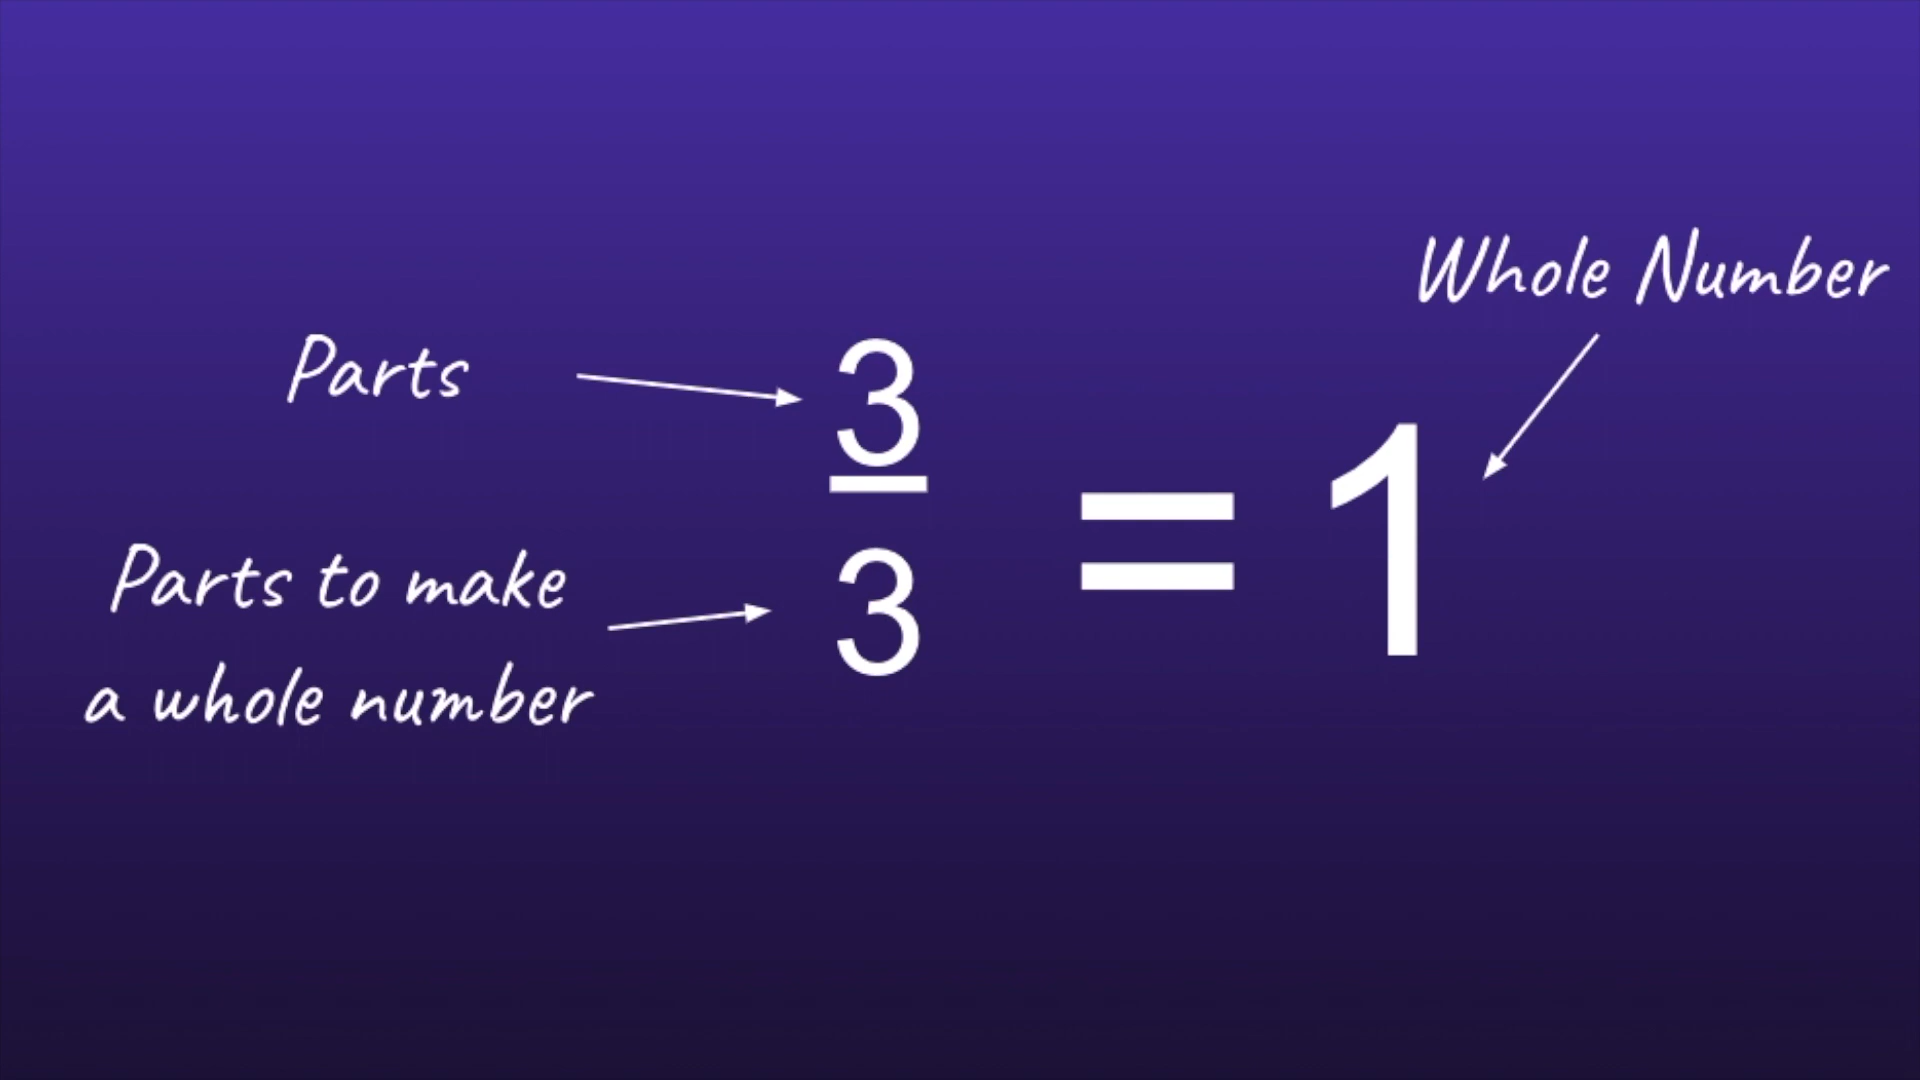 Whole Number
Parts
3
3
= 1
Parts to make
a whole number